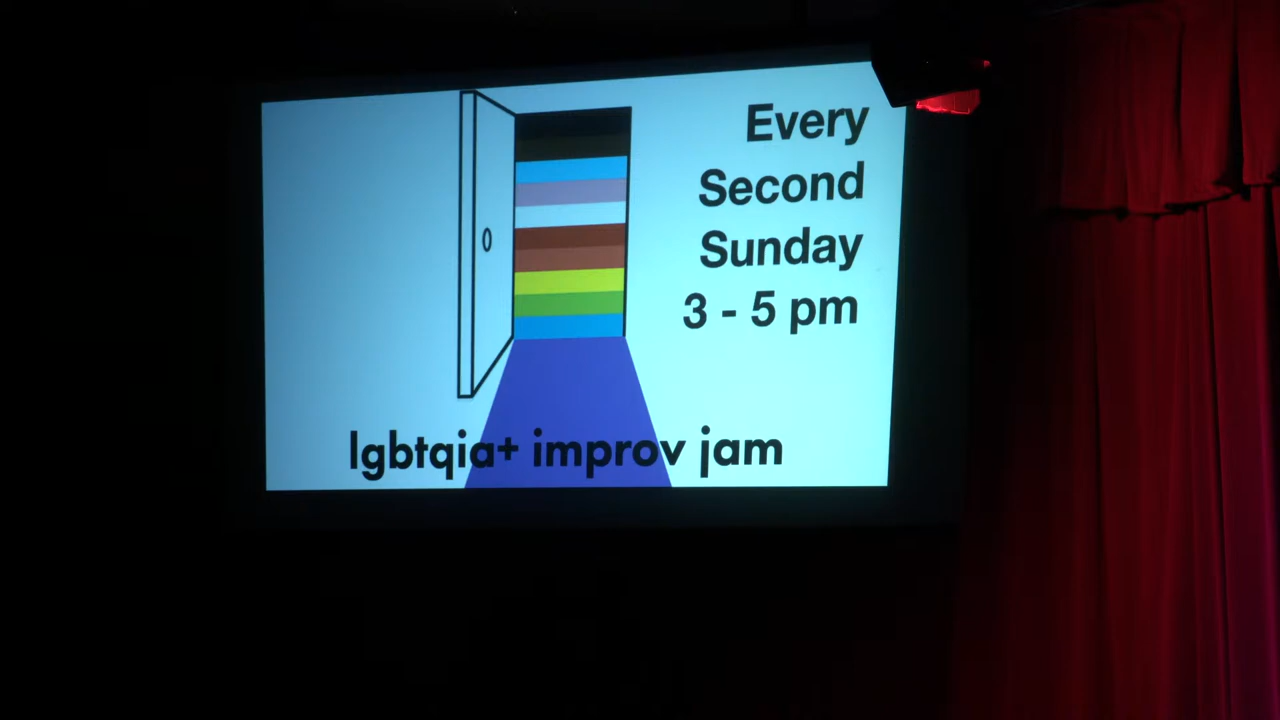 Every
Second
Sunday
3 - 5 pm
lgbtqia+ improv jam